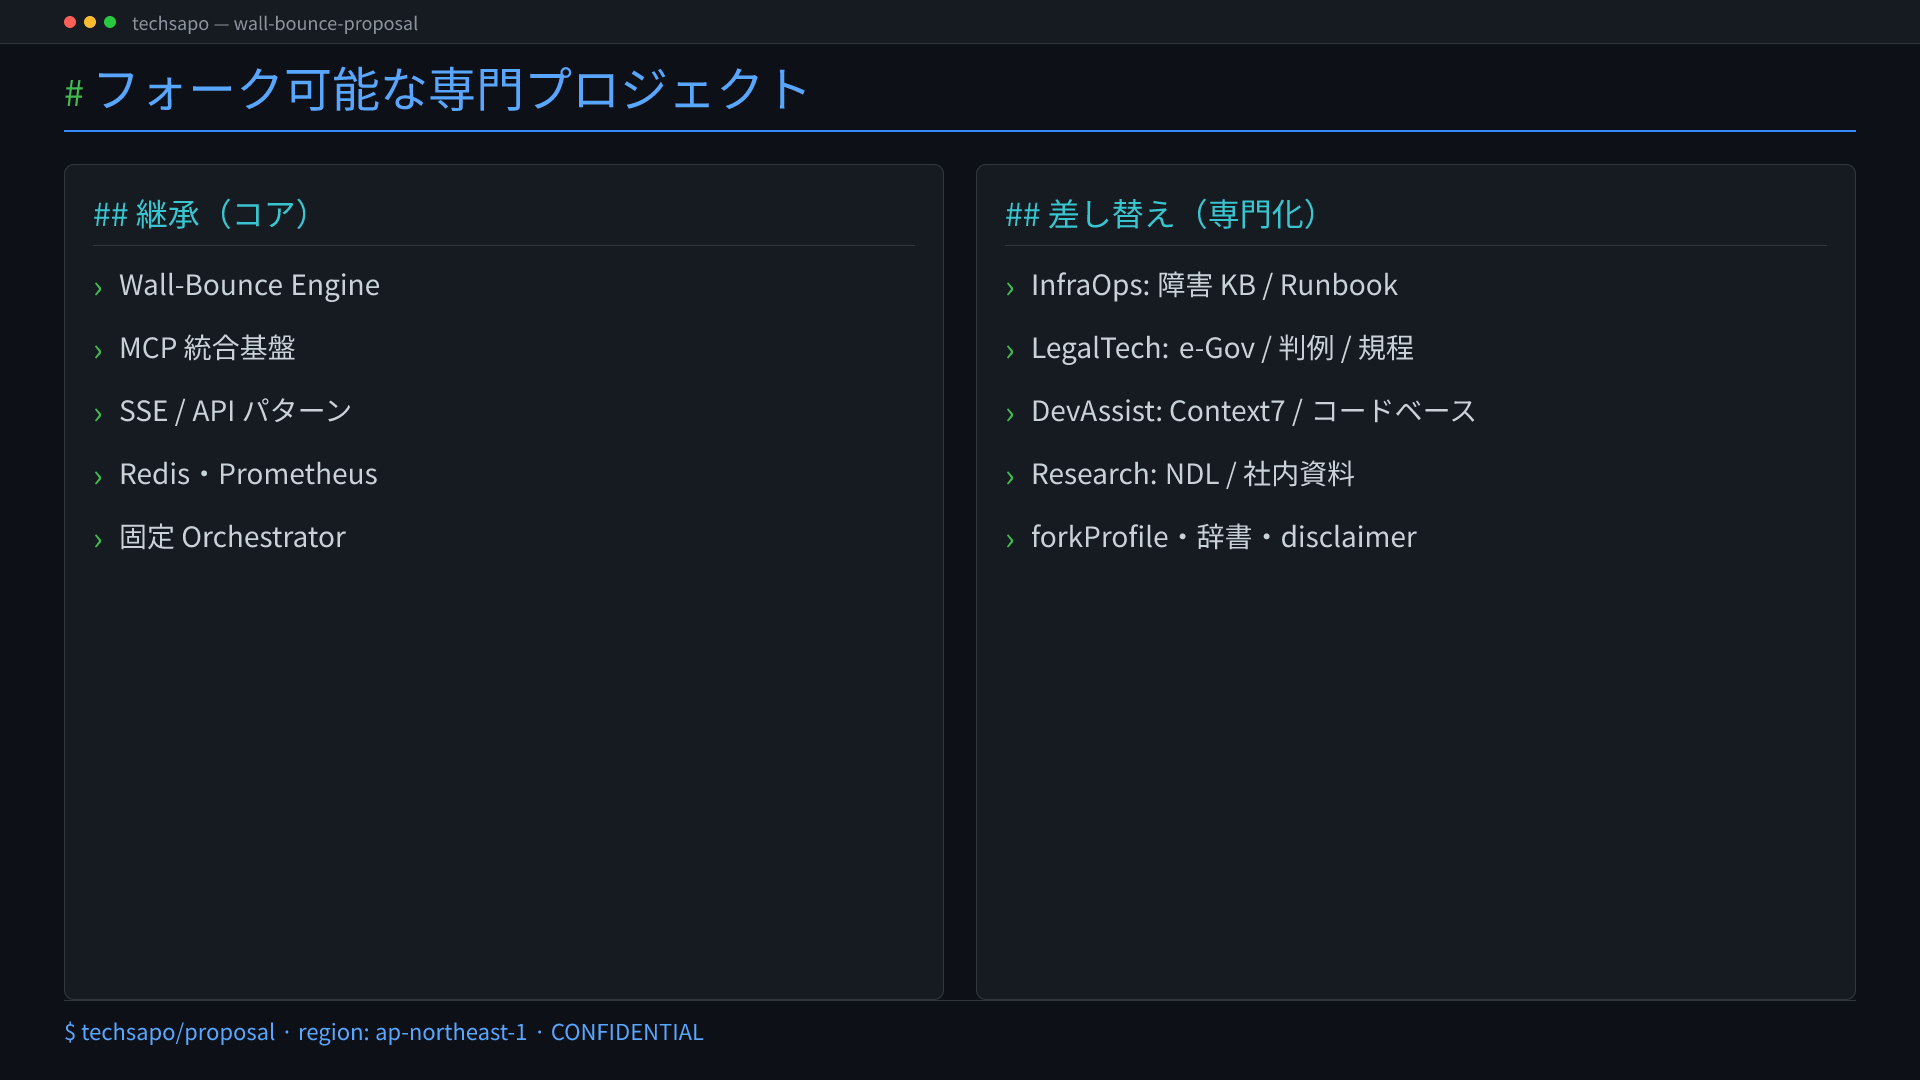 techsapo — wall-bounce-proposal
# フォーク可能な専門プロジェクト
## 継承（コア）
› Wall-Bounce Engine
› MCP 統合基盤
› SSE / API パターン
› Redis・Prometheus
› 固定 Orchestrator
## 差し替え（専門化）
› InfraOps: 障害 KB / Runbook
› LegalTech: e-Gov / 判例 / 規程
› DevAssist: Context7 / コードベース
› Research: NDL / 社内資料
› forkProfile・辞書・disclaimer
$ techsapo/proposal · region: ap-northeast-1 · CONFIDENTIAL